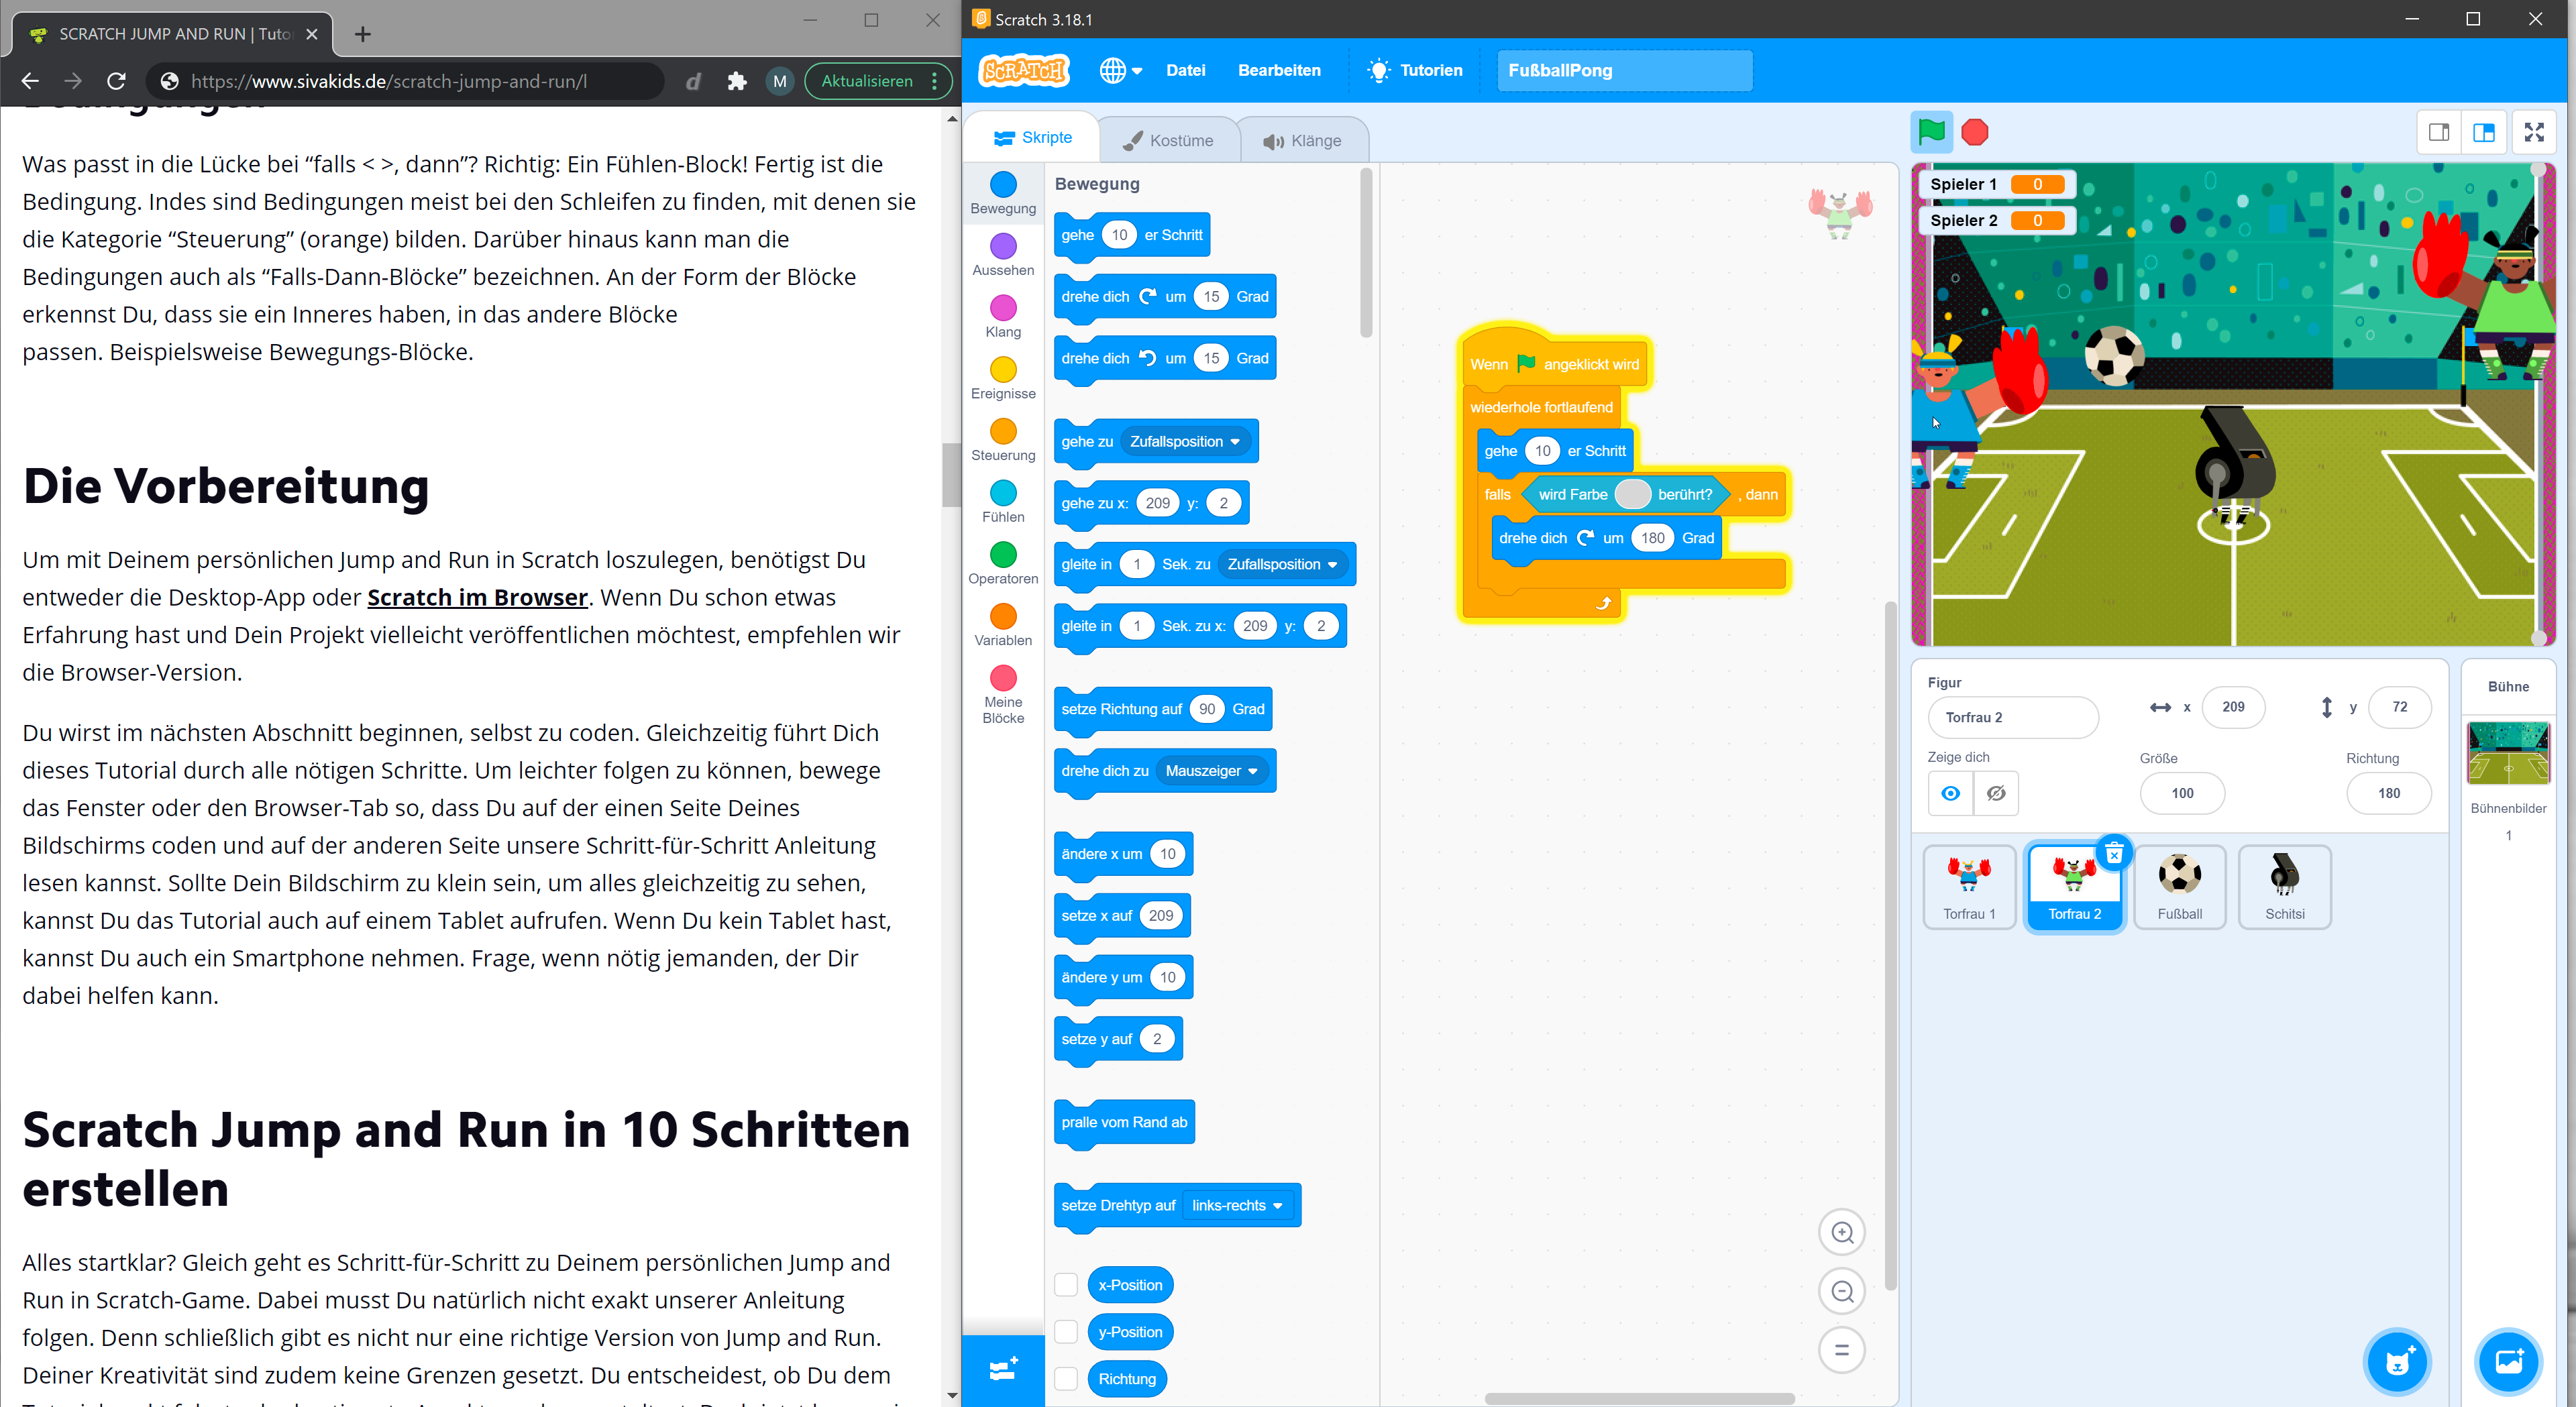 SCRATCH JUMP AND RUN | Tuto
https://www.sivakids.de/scratch-jump-and-run/l
M
Aktualisieren
Was passt in die Lücke bei “falls < >, dann”? Richtig: Ein Fühlen-Block! Fertig ist die
Bedingung. Indes sind Bedingungen meist bei den Schleifen zu finden, mit denen sie
die Kategorie “Steuerung” (orange) bilden. Darüber hinaus kann man die
Bedingungen auch als “Falls-Dann-Blöcke” bezeichnen. An der Form der Blöcke
erkennst Du, dass sie ein Inneres haben, in das andere Blöcke
passen. Beispielsweise Bewegungs-Blöcke.
Die Vorbereitung
Um mit Deinem persönlichen Jump and Run in Scratch loszulegen, benötigst Du
entweder die Desktop-App oder Scratch im Browser. Wenn Du schon etwas
Erfahrung hast und Dein Projekt vielleicht veröffentlichen möchtest, empfehlen wir
die Browser-Version.
Du wirst im nächsten Abschnitt beginnen, selbst zu coden. Gleichzeitig führt Dich
dieses Tutorial durch alle nötigen Schritte. Um leichter folgen zu können, bewege
das Fenster oder den Browser-Tab so, dass Du auf der einen Seite Deines
Bildschirms coden und auf der anderen Seite unsere Schritt-für-Schritt Anleitung
lesen kannst. Sollte Dein Bildschirm zu klein sein, um alles gleichzeitig zu sehen,
kannst Du das Tutorial auch auf einem Tablet aufrufen. Wenn Du kein Tablet hast,
kannst Du auch ein Smartphone nehmen. Frage, wenn nötig jemanden, der Dir
dabei helfen kann.
Scratch Jump and Run in 10 Schritten
erstellen
Alles startklar? Gleich geht es Schritt-für-Schritt zu Deinem persönlichen Jump and
Run in Scratch-Game. Dabei musst Du natürlich nicht exakt unserer Anleitung
folgen. Denn schließlich gibt es nicht nur eine richtige Version von Jump and Run.
Deiner Kreativität sind zudem keine Grenzen gesetzt. Du entscheidest, ob Du dem
Scratch 3.18.1
SCRATCH
Datei
Bearbeiten
Tutorien
FußballPong
Skripte
Kostüme
Klänge
Bewegung
Aussehen
Klang
Ereignisse
Steuerung
Fühlen
Operatoren
Variablen
Meine
Blöcke
Bewegung
gehe 10 er Schritt
drehe dich um 15 Grad
drehe dich um 15 Grad
gehe zu Zufallsposition
gehe zu x: 209 y: 2
gleite in 1 Sek. zu Zufallsposition
gleite in 1 Sek. zu x: 209 y: 2
setze Richtung auf 90 Grad
drehe dich zu Mauszeiger
ändere x um 10
setze x auf 209
ändere y um 10
setze y auf 2
pralle vom Rand ab
setze Drehtyp auf links-rechts
x-Position
y-Position
Richtung
Wenn angeklickt wird
wiederhole fortlaufend
gehe 10 er Schritt
falls wird Farbe berührt? , dann
drehe dich um 180 Grad
Spieler 1 0
Spieler 2 0
Figur
Torfrau 2
x 209
y 72
Zeige dich
Größe
100
Richtung
180
Torfrau 1
Torfrau 2
Fußball
Schitsi
Bühne
Bühnenbilder
1